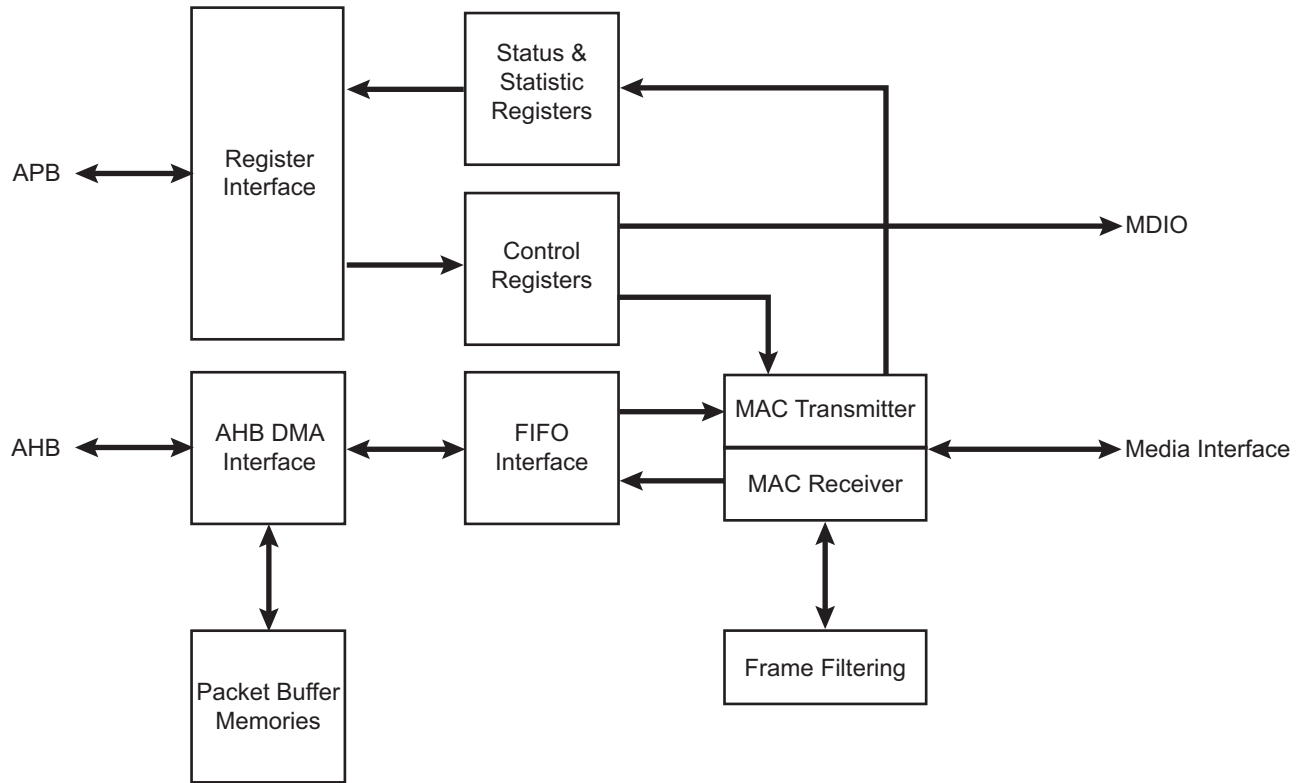 Status &
Statistic
Registers
APB
Register
Interface
Control
Registers
MDIO
AHB
AHB DMA
Interface
FIFO
Interface
MAC Transmitter
MAC Receiver
Media Interface
Packet Buffer
Memories
Frame Filtering